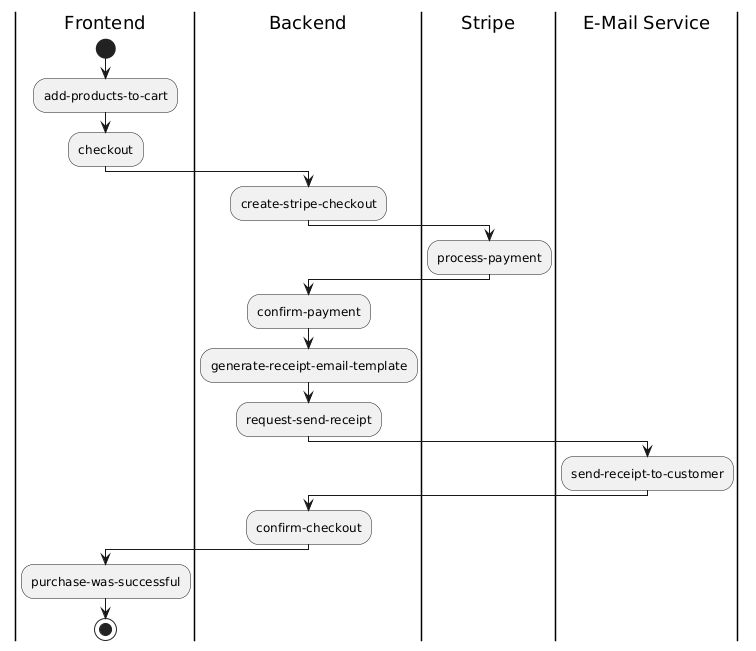 Frontend
Backend
Stripe
E-Mail Service
add-products-to-cart
checkout
create-stripe-checkout
process-payment
confirm-payment
generate-receipt-email-template
request-send-receipt
send-receipt-to-customer
confirm-checkout
purchase-was-successful